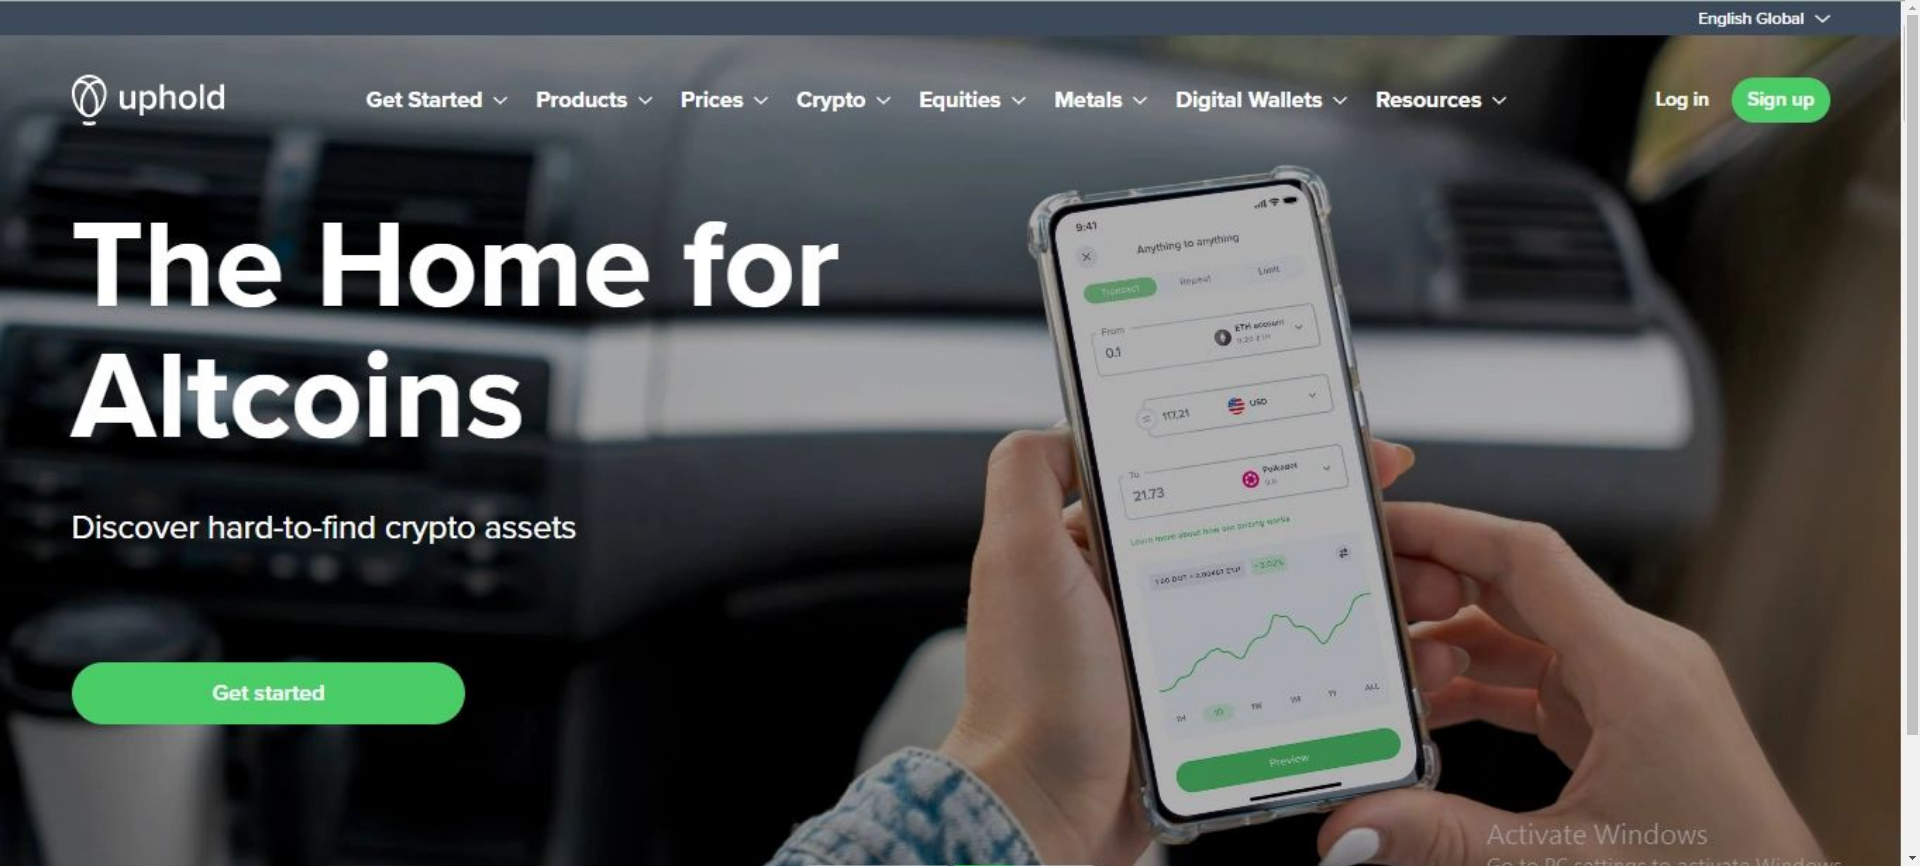 English Global
uphold
Get Started
Products
Prices
Crypto
Equities
Metals
Digital Wallets
Resources
Log in
Sign up
The Home for
Altcoins
Discover hard-to-find crypto assets
Get started
9:41
Anything to anything
Transact
Repeat
Limit
From
0.1
ETH account
117.21
USD
To
21.73
Polkadot
0.0
Learn more about how our pricing works
1H
1D
1W
1M
1Y
ALL
Preview
Activate Windows
Go to PC settings to activate Windows.